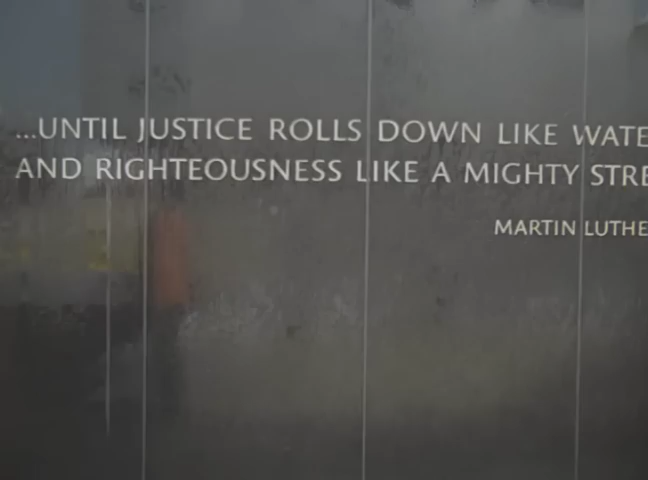 ...UNTIL JUSTICE ROLLS DOWN LIKE WATE
AND RIGHTEOUSNESS LIKE A MIGHTY STRE
MARTIN LUTHE